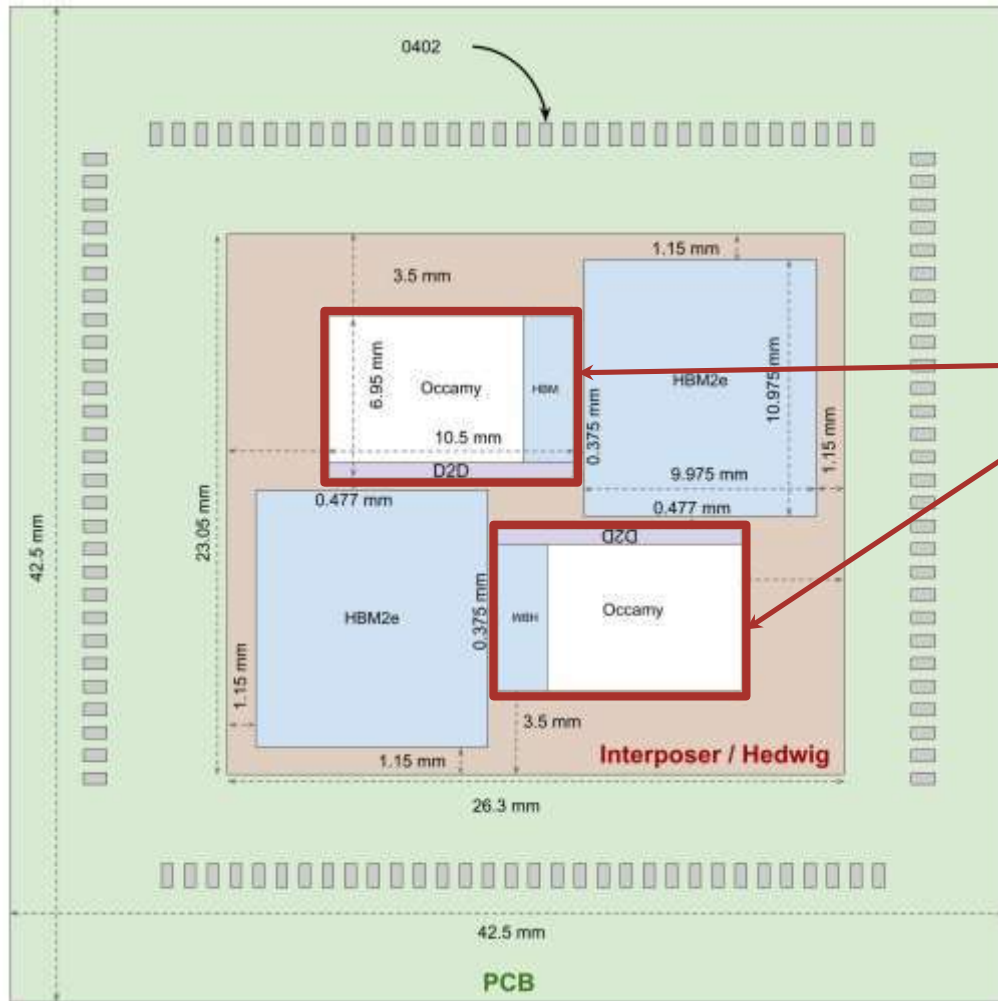 0402
1.15 mm
3.5 mm
6.95 mm
Occamy
HBM
HBM2e
10.975 mm
10.5 mm
0.375 mm
D2D
9.975 mm
1.15 mm
0.477 mm
0.477 mm
D2D
23.05 mm
42.5 mm
HBM2e
0.375 mm
HBM
Occamy
1.15 mm
3.5 mm
1.15 mm
Interposer / Hedwig
26.3 mm
42.5 mm
PCB